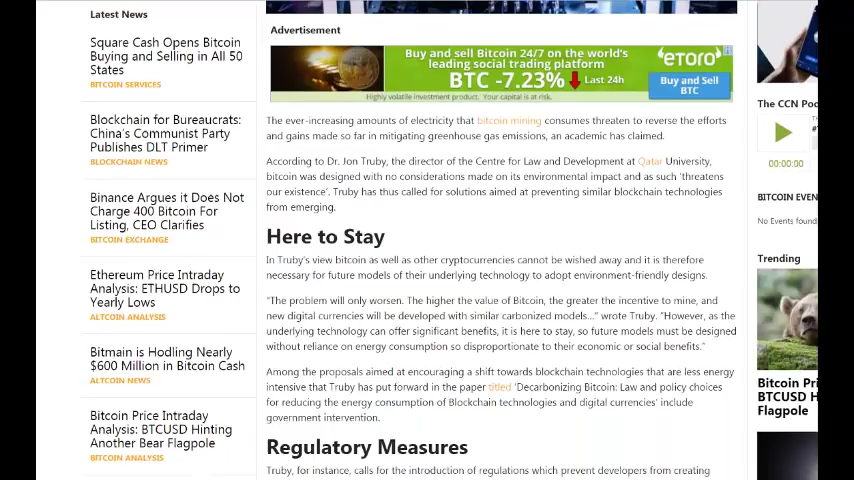 Latest News
Square Cash Opens Bitcoin
Buying and Selling in All 50
States
BITCOIN SERVICES
Blockchain for Bureaucrats:
China's Communist Party
Publishes DLT Primer
BLOCKCHAIN NEWS
Binance Argues it Does Not
Charge 400 Bitcoin For
Listing, CEO Clarifies
BITCOIN EXCHANGE
Ethereum Price Intraday
Analysis: ETHUSD Drops to
Yearly Lows
ALTCOIN ANALYSIS
Bitmain is Hodling Nearly
$600 Million in Bitcoin Cash
ALTCOIN NEWS
Bitcoin Price Intraday
Analysis: BTCUSD Hinting
Another Bear Flagpole
BITCOIN ANALYSIS
Advertisement
Buy and sell Bitcoin 24/7 on the world's
leading social trading platform
BTC -7.23% Last 24h
Highly volatile investment product. Your capital is at risk.
eToro
Buy and Sell
BTC
The ever-increasing amounts of electricity that bitcoin mining consumes threaten to reverse the efforts
and gains made so far in mitigating greenhouse gas emissions, an academic has claimed.
According to Dr. Jon Truby, the director of the Centre for Law and Development at Qatar University,
bitcoin was designed with no considerations made on its environmental impact and as such 'threatens
our existence'. Truby has thus called for solutions aimed at preventing similar blockchain technologies
from emerging.
Here to Stay
In Truby's view bitcoin as well as other cryptocurrencies cannot be wished away and it is therefore
necessary for future models of their underlying technology to adopt environment-friendly designs.
"The problem will only worsen. The higher the value of Bitcoin, the greater the incentive to mine, and
new digital currencies will be developed with similar carbonized models…" wrote Truby. "However, as the
underlying technology can offer significant benefits, it is here to stay, so future models must be designed
without reliance on energy consumption so disproportionate to their economic or social benefits."
Among the proposals aimed at encouraging a shift towards blockchain technologies that are less energy
intensive that Truby has put forward in the paper titled 'Decarbonizing Bitcoin: Law and policy choices
for reducing the energy consumption of Blockchain technologies and digital currencies' include
government intervention.
Regulatory Measures
Truby, for instance, calls for the introduction of regulations which prevent developers from creating
The CCN Pod
00:00:00
BITCOIN EVEN
No Events found
Trending
Bitcoin Pri
BTCUSD H
Flagpole